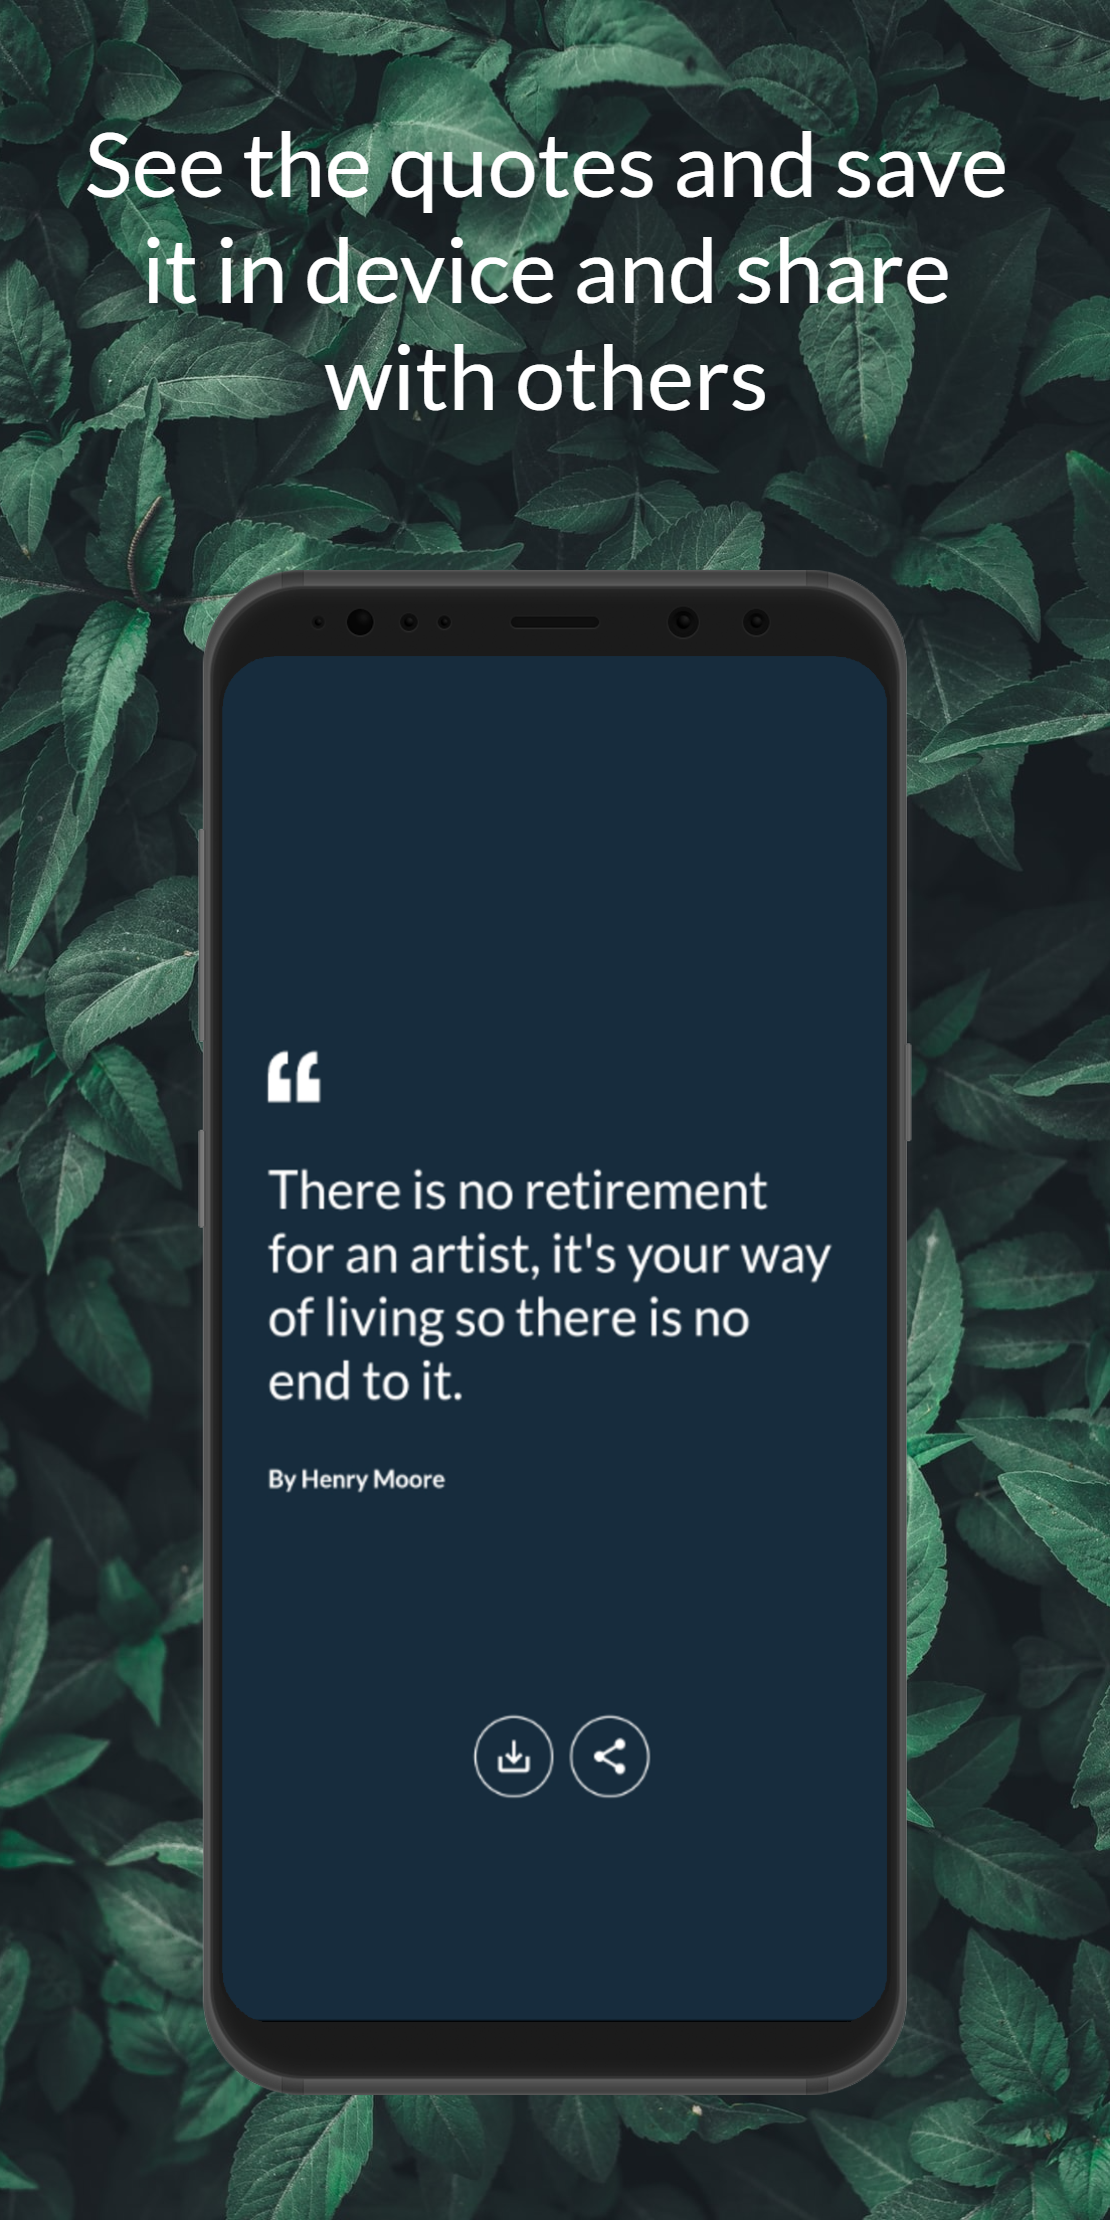 See the quotes and save
it in device and share
with others
“
There is no retirement
for an artist, it's your way
of living so there is no
end to it.
By Henry Moore